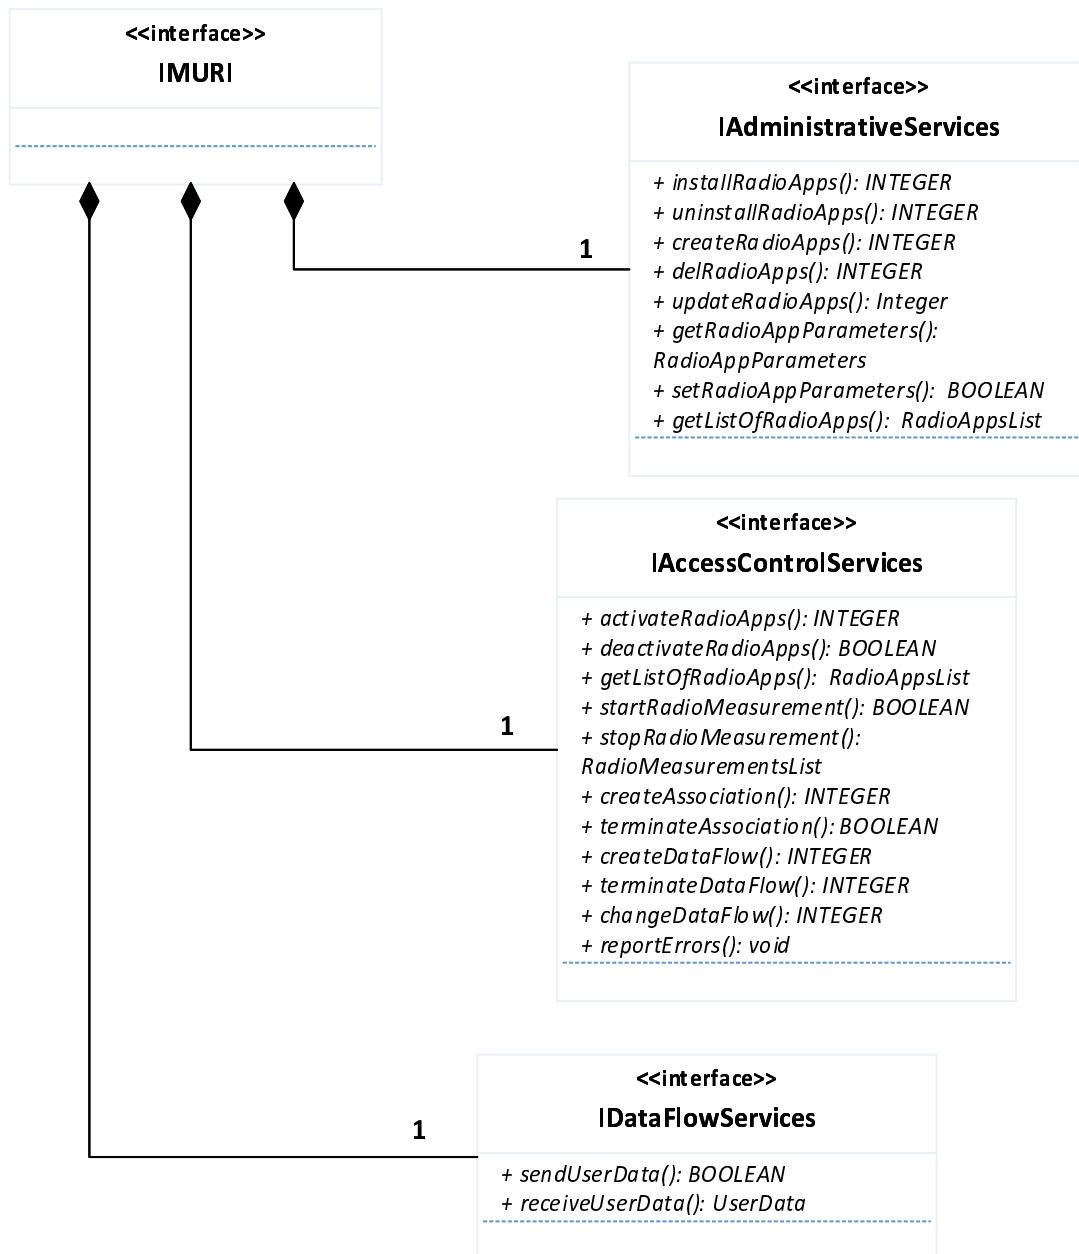 <<interface>>
IMURI
<<interface>>
IAdministrativeServices
+ installRadioApps(): INTEGER
+ uninstallRadioApps(): INTEGER
+ createRadioApps(): INTEGER
+ delRadioApps(): INTEGER
+ updateRadioApps(): Integer
+ getRadioAppParameters():
RadioAppParameters
+ setRadioAppParameters():  BOOLEAN
+ getListOfRadioApps():  RadioAppsList
1
<<interface>>
IAccessControlServices
+ activateRadioApps(): INTEGER
+ deactivateRadioApps(): BOOLEAN
+ getListOfRadioApps():  RadioAppsList
+ startRadioMeasurement(): BOOLEAN
+ stopRadioMeasurement():
RadioMeasurementsList
+ createAssociation(): INTEGER
+ terminateAssociation(): BOOLEAN
+ createDataFlow(): INTEGER
+ terminateDataFlow(): INTEGER
+ changeDataFlow(): INTEGER
+ reportErrors(): void
1
<<interface>>
IDataFlowServices
+ sendUserData(): BOOLEAN
+ receiveUserData(): UserData
1